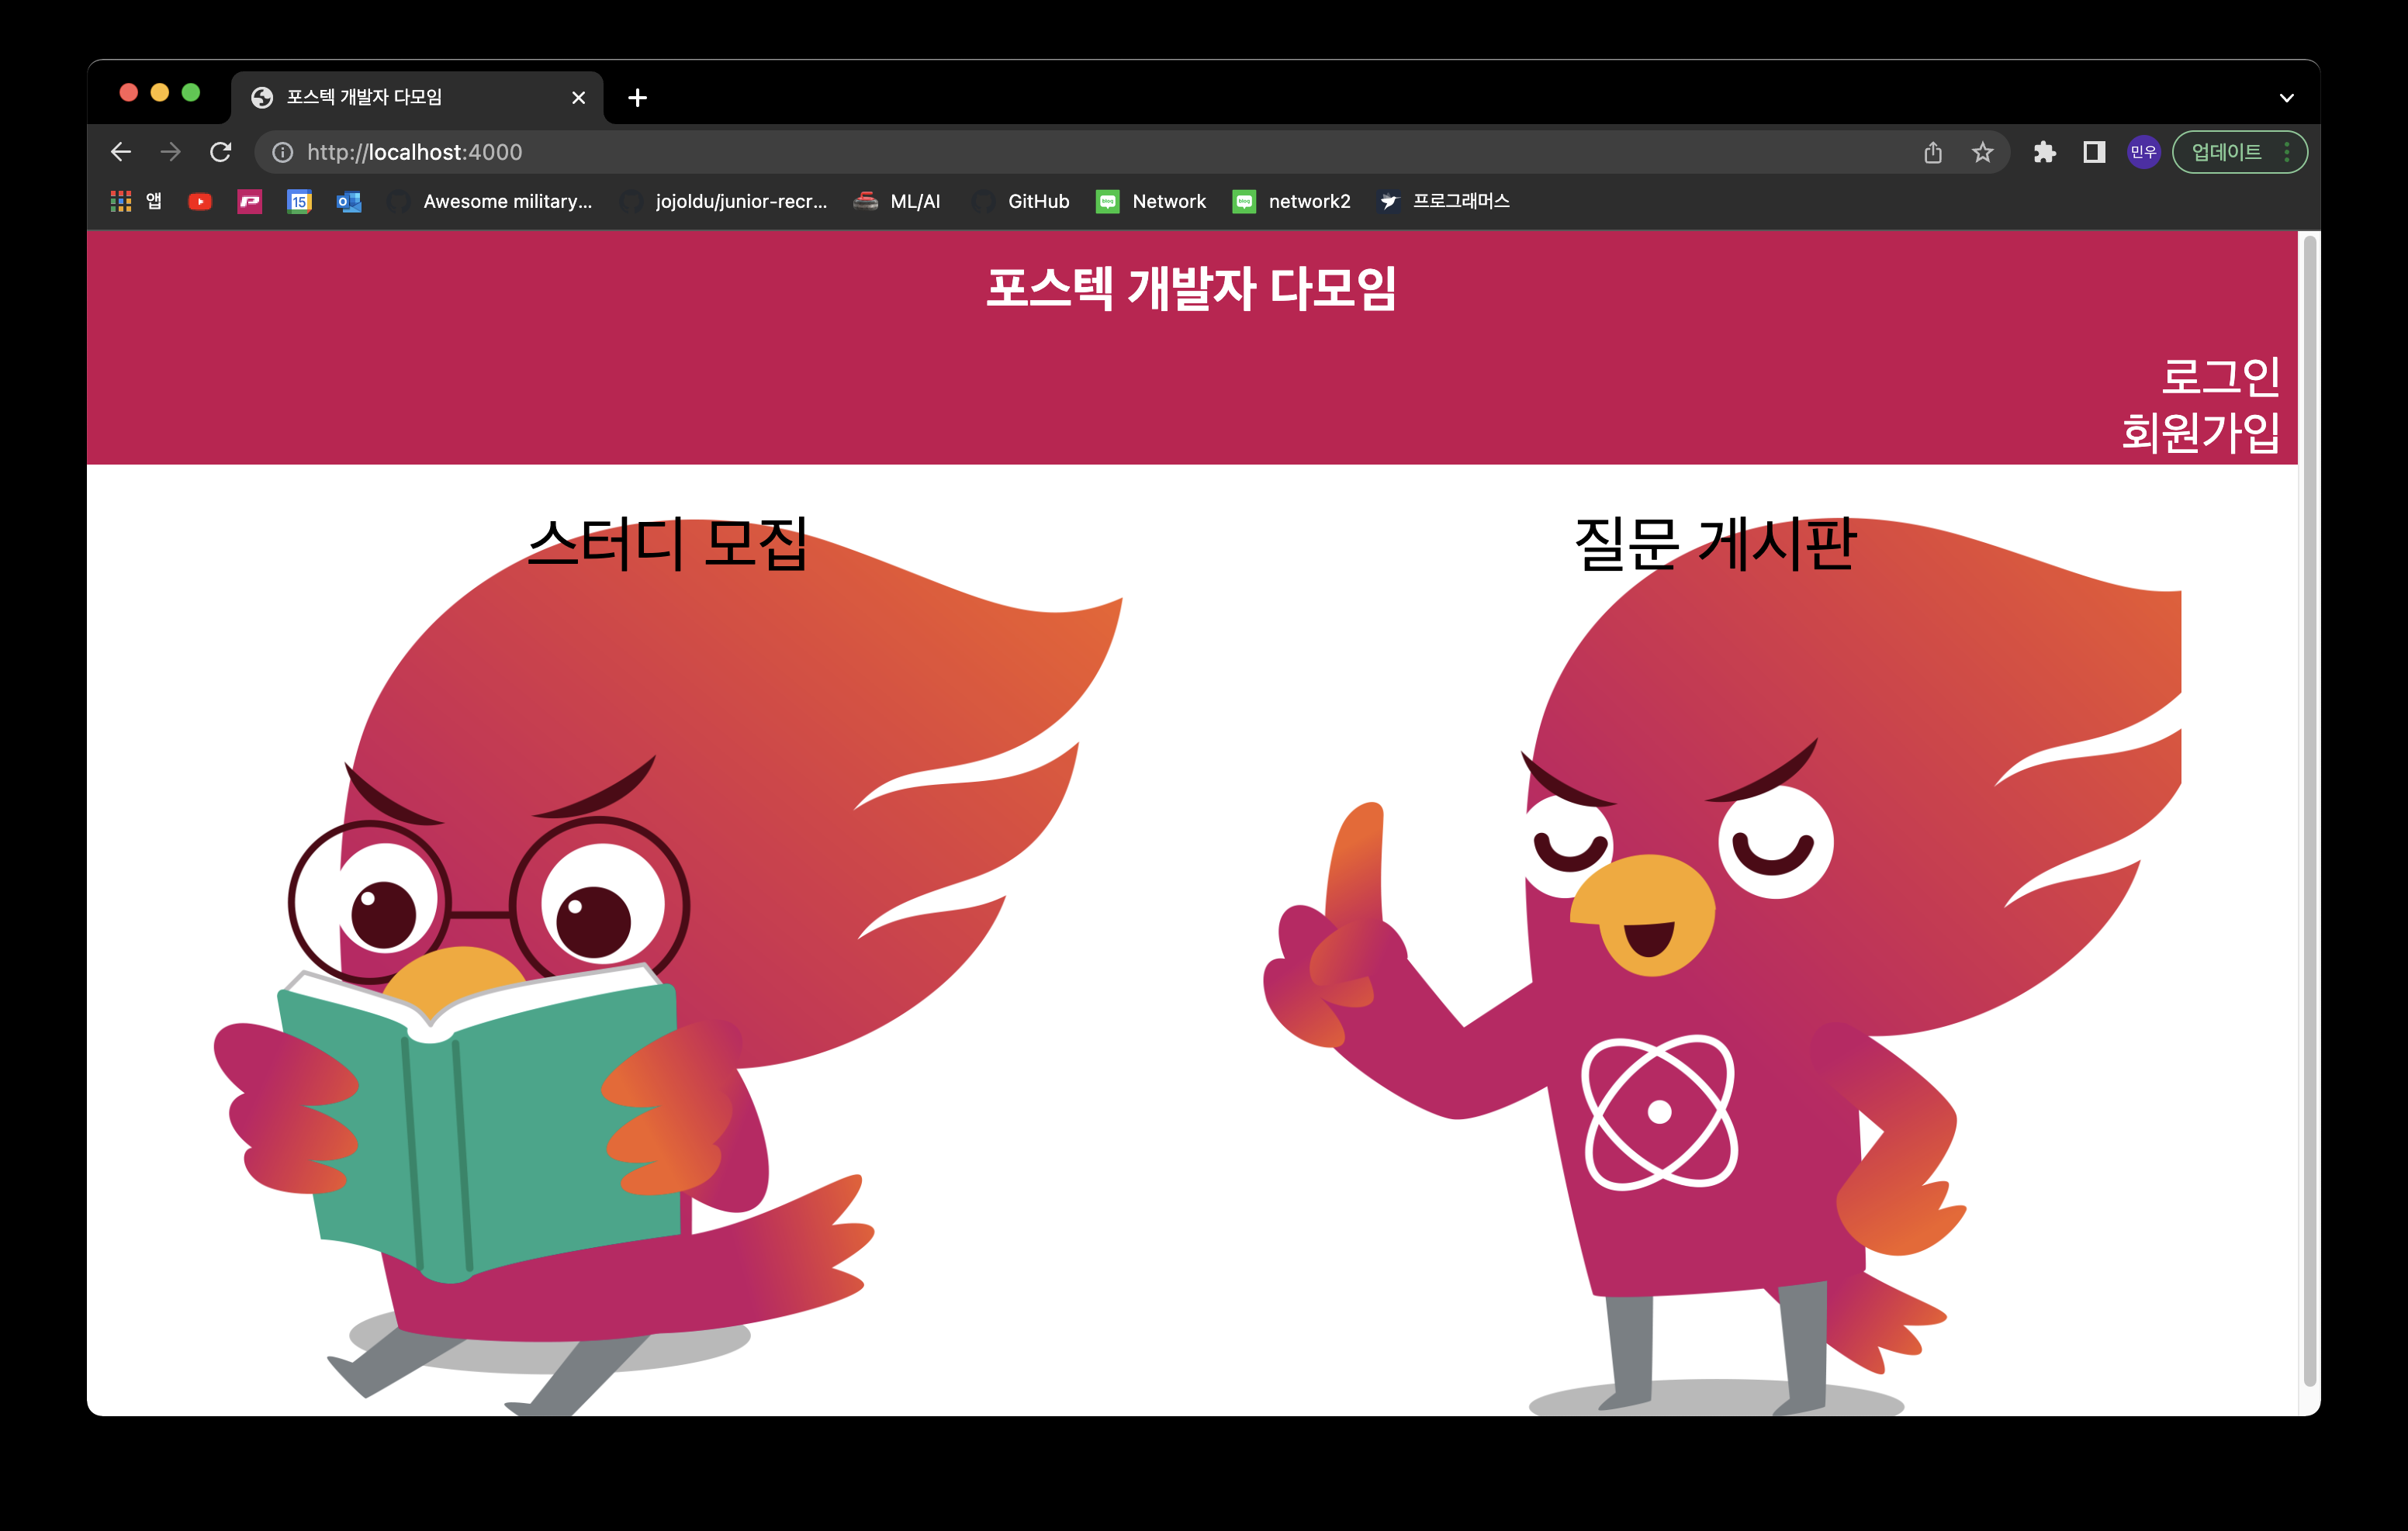 포스텍 개발자 다모임
http://localhost:4000
민우
업데이트
앱
15
Awesome military...
jojoldu/junior-recr...
ML/AI
GitHub
Network
network2
프로그래머스
포스텍 개발자 다모임
로그인
회원가입
스터디 모집
질문 게시판